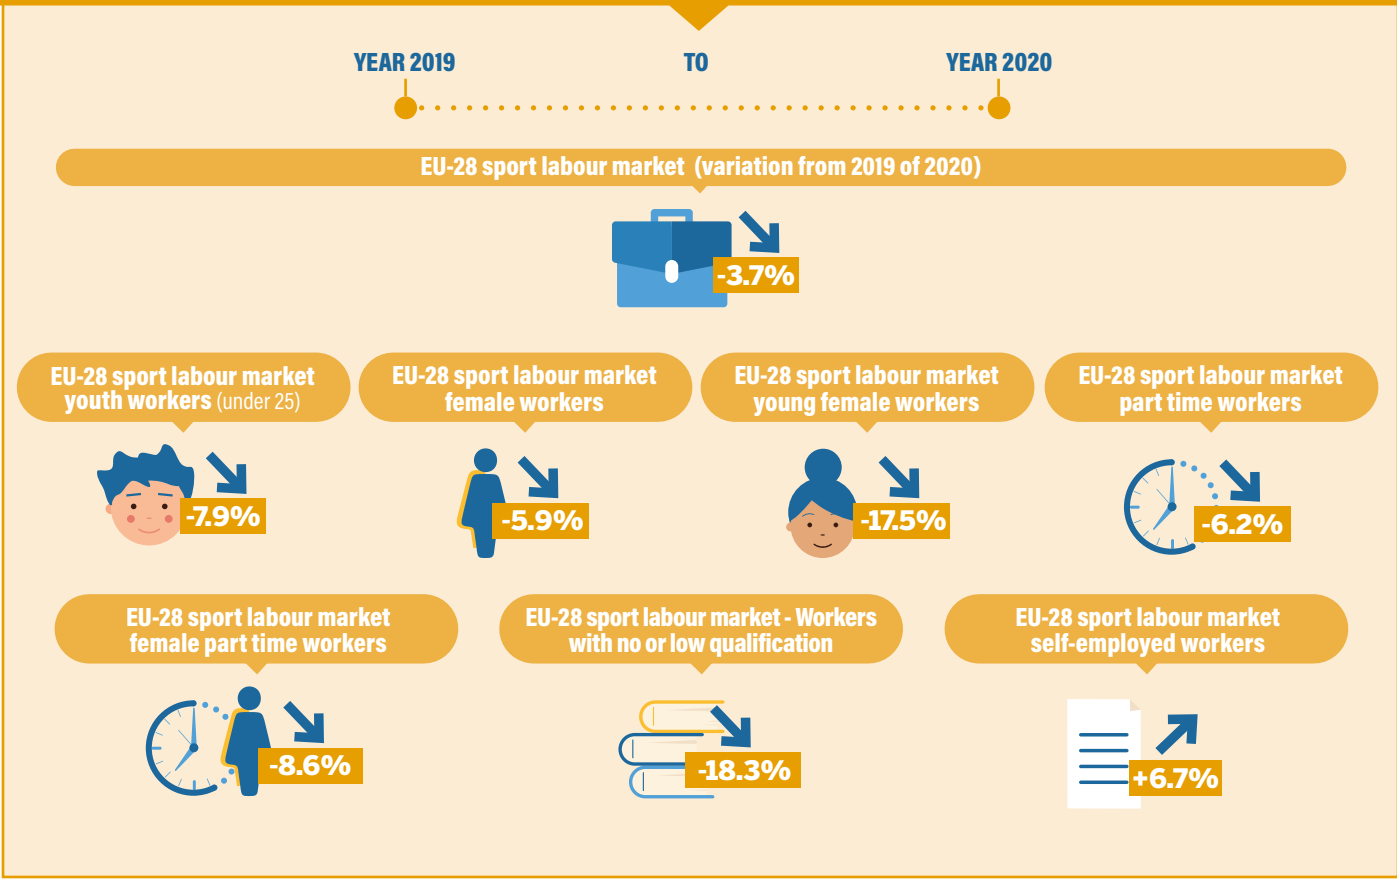 YEAR 2019
TO
YEAR 2020
EU-28 sport labour market (variation from 2019 of 2020)
-3.7%
EU-28 sport labour market
youth workers (under 25)
-7.9%
EU-28 sport labour market
female workers
-5.9%
EU-28 sport labour market
young female workers
-17.5%
EU-28 sport labour market
part time workers
-6.2%
EU-28 sport labour market
female part time workers
-8.6%
EU-28 sport labour market - Workers
with no or low qualification
-18.3%
EU-28 sport labour market
self-employed workers
+6.7%